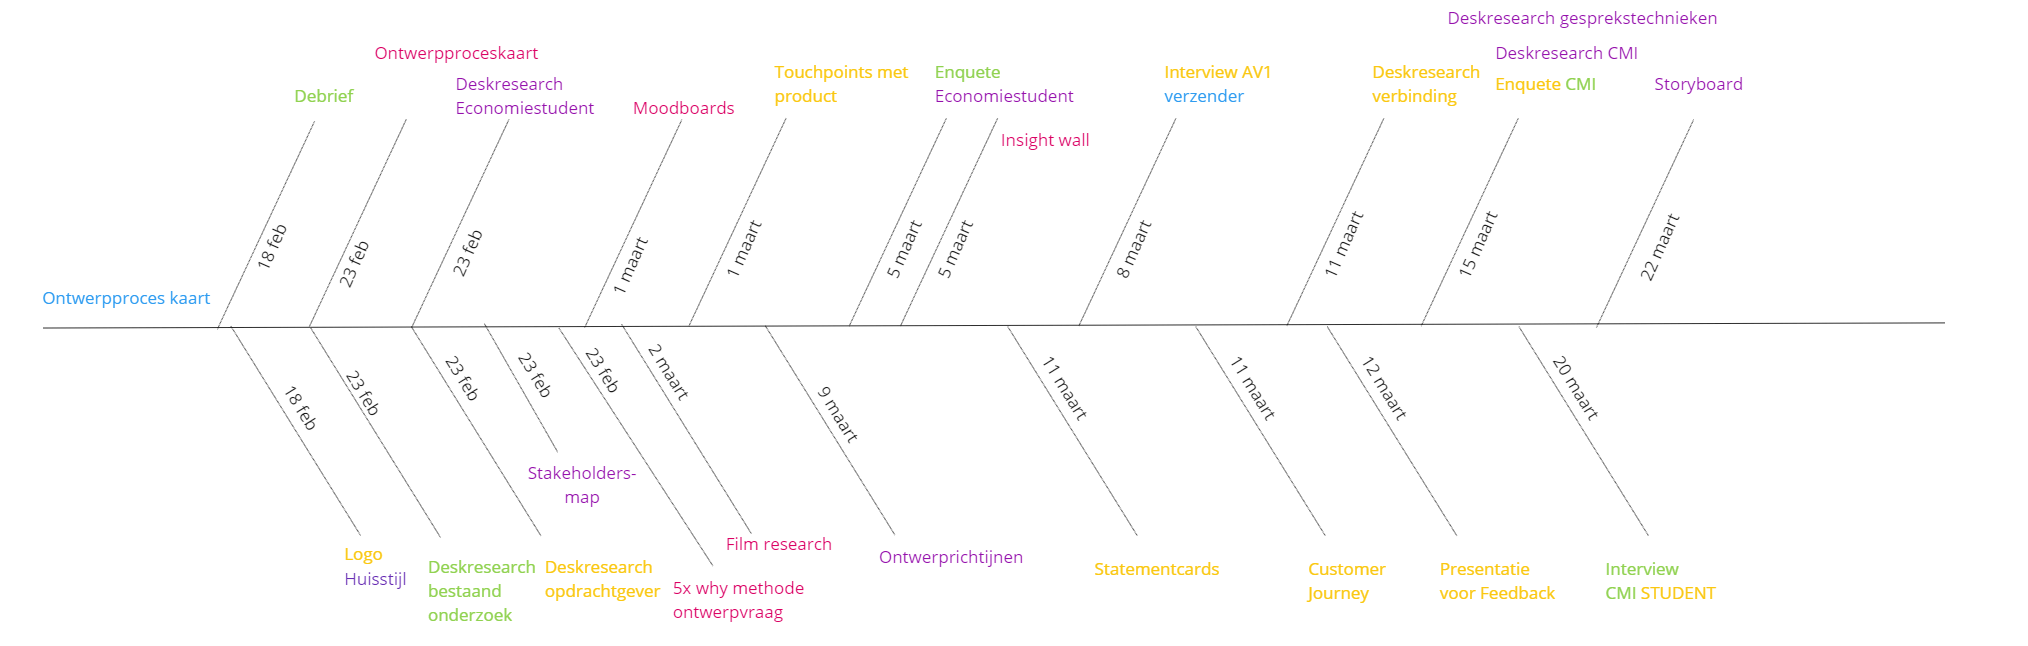 Deskresearch gesprekstechnieken
Ontwerpproceskaart
Deskresearch CMI
Touchpoints met
product
Enquete
Economiestudent
Interview AV1
verzender
Deskresearch
verbinding
Enquete CMI
Storyboard
Debrief
Deskresearch
Economiestudent
Moodboards
Insight wall
18 feb
23 feb
23 feb
1 maart
1 maart
5 maart
5 maart
8 maart
11 maart
15 maart
22 maart
Ontwerpproces kaart
18 feb
23 feb
23 feb
23 feb
23 feb
2 maart
9 maart
11 maart
11 maart
12 maart
20 maart
Stakeholders-
map
Logo
Huisstijl
Deskresearch
bestaand
onderzoek
Deskresearch
opdrachtgever
5x why methode
ontwerpvraag
Film research
Ontwerprichtijnen
Statementcards
Customer
Journey
Presentatie
voor Feedback
Interview
CMI STUDENT